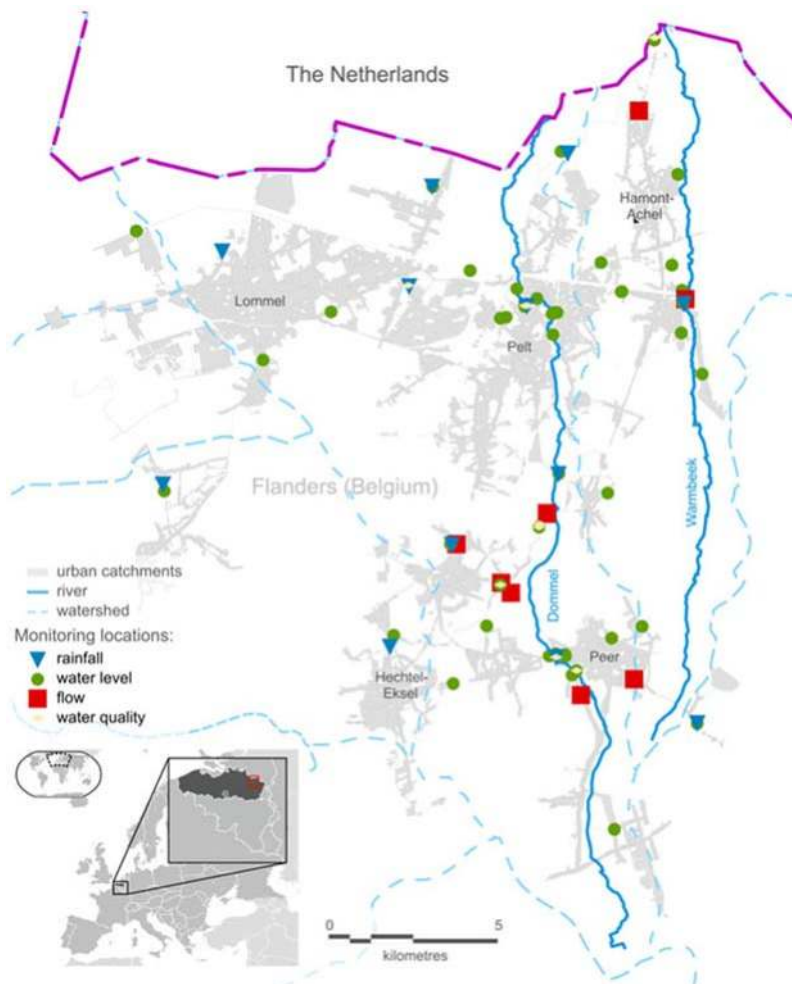 The Netherlands
Hamont-
Achel
Lommel
Pelt
Flanders (Belgium)
Warmbeek
Dommel
urban catchments
river
watershed
Monitoring locations:
rainfall
water level
flow
water quality
Hechtel-
Eksel
Peer
0
5
kilometres